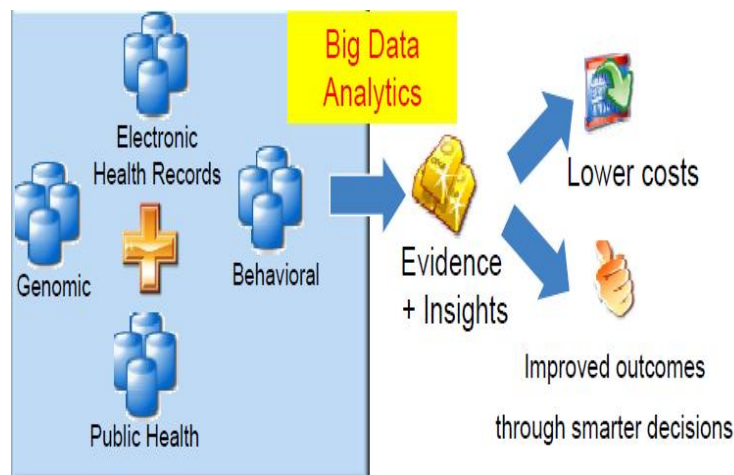 Big Data
Analytics
Electronic
Health Records
Genomic
Behavioral
Public Health
Evidence
+ Insights
Lower costs
Improved outcomes
through smarter decisions